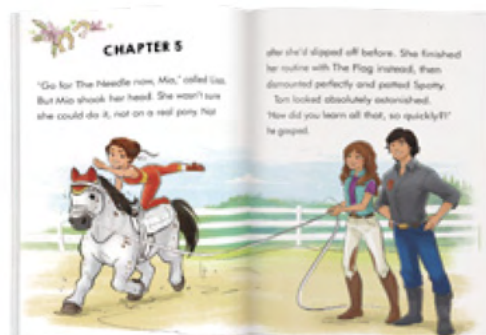 CHAPTER 5
"Go for The Needle now, Mia," called Lisa.
But Mia shook her head. She wasn't sure
she could do it, not on a real pony. Not
after she'd slipped off before. She finished
her routine with The Flag instead, then
dismounted perfectly and patted Spotty.
Tom looked absolutely astonished.
"How did you learn all that, so quickly?!"
he gasped.